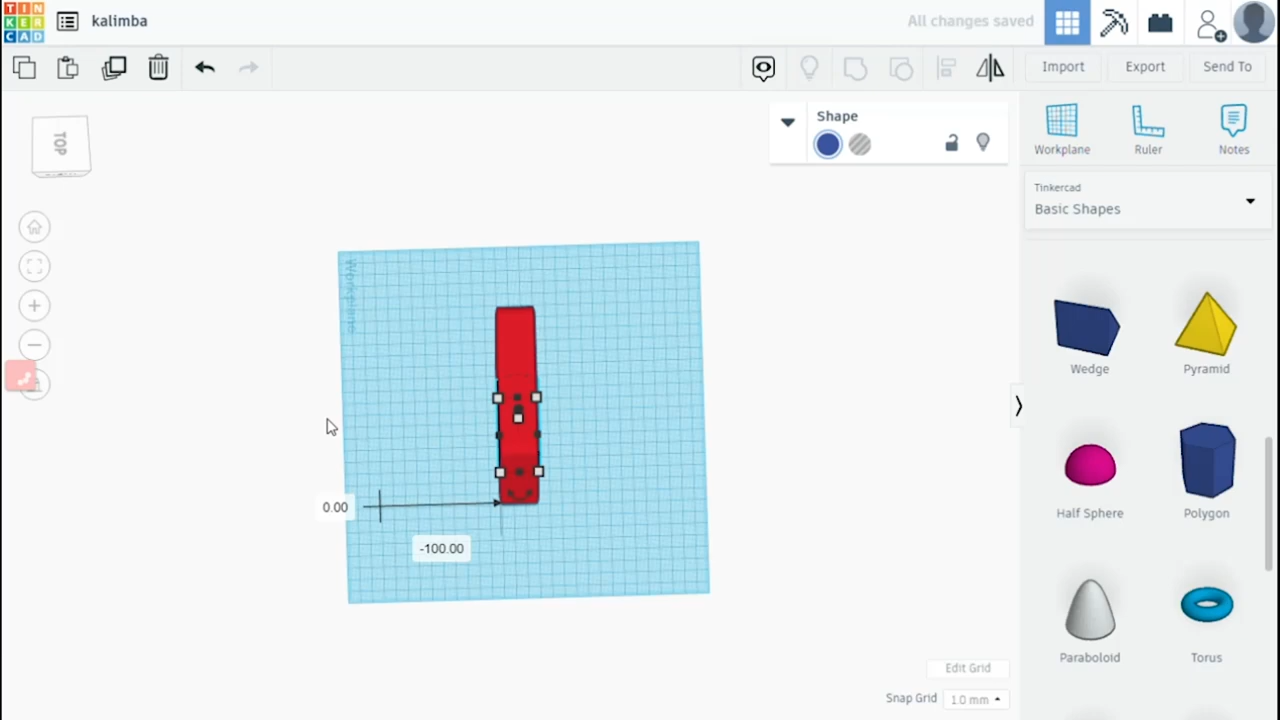 TIN
KER
CAD
kalimba
All changes saved
Import
Export
Send To
TOP
Shape
Workplane
Ruler
Notes
Tinkercad
Basic Shapes
Workplane
Wedge
Pyramid
Half Sphere
Polygon
0.00
-100.00
Paraboloid
Torus
Edit Grid
Snap Grid
1.0 mm